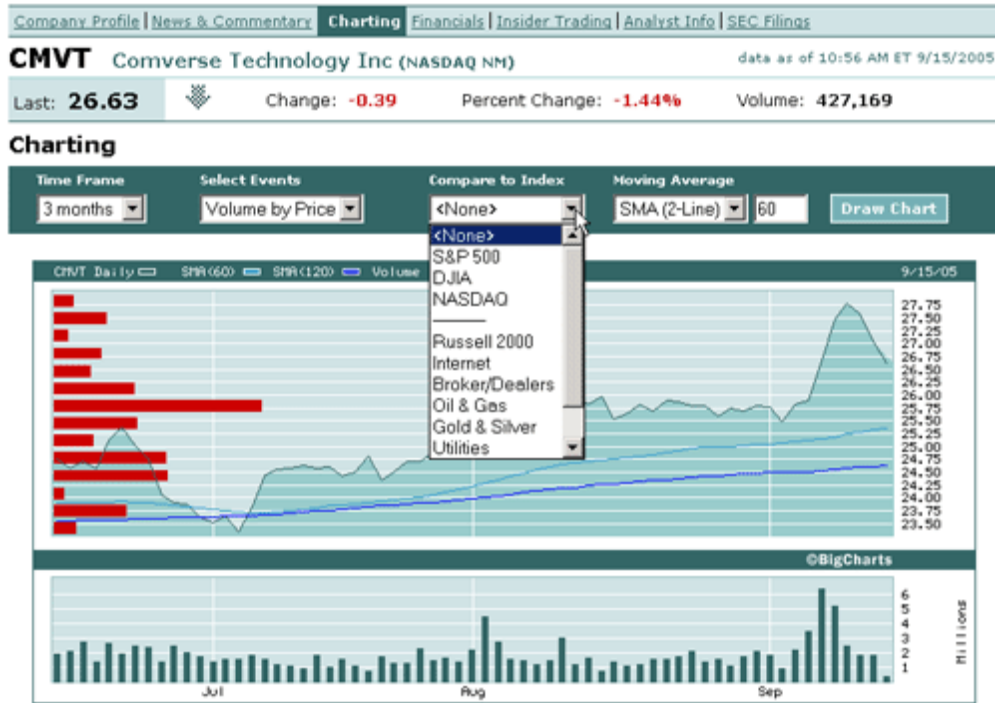 Company Profile | News & Commentary Charting Financials | Insider Trading | Analyst Info | SEC Filings
CMVT Comverse Technology Inc (NASDAQ NM) data as of 10:56 AM ET 9/15/2005
Last: 26.63 Change: -0.39 Percent Change: -1.44% Volume: 427,169
Charting
Time Frame Select Events Compare to Index Moving Average
3 months Volume by Price <None> SMA (2-Line) 60 Draw Chart
<None>
S&P 500
DJIA
NASDAQ
Russell 2000
Internet
Broker/Dealers
Oil & Gas
Gold & Silver
Utilities
CMVT Daily SMA(60) SMA(120) Volume 9/15/05
27.75
27.50
27.25
27.00
26.75
26.50
26.25
26.00
25.75
25.50
25.25
25.00
24.75
24.50
24.25
24.00
23.75
23.50
©BigCharts
6
5
4
3
2
1
Millions
Jul Aug Sep